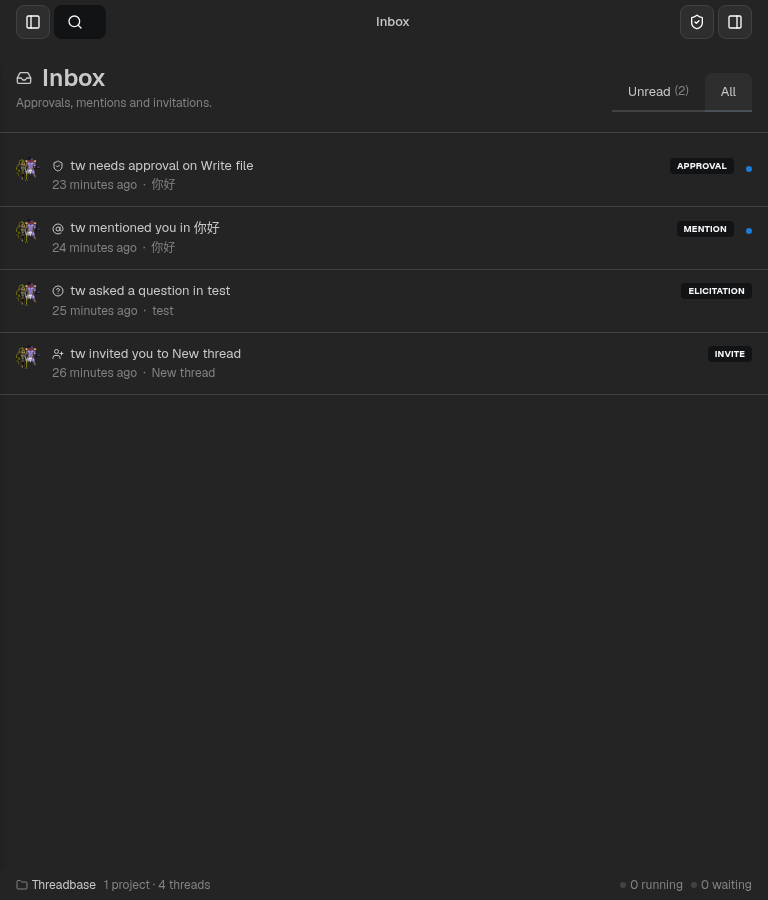 Inbox
Inbox
Approvals, mentions and invitations.
Unread (2)
All
tw needs approval on Write file
APPROVAL
23 minutes ago · 你好
tw mentioned you in 你好
MENTION
24 minutes ago · 你好
tw asked a question in test
ELICITATION
25 minutes ago · test
tw invited you to New thread
INVITE
26 minutes ago · New thread
Threadbase 1 project · 4 threads
0 running 0 waiting